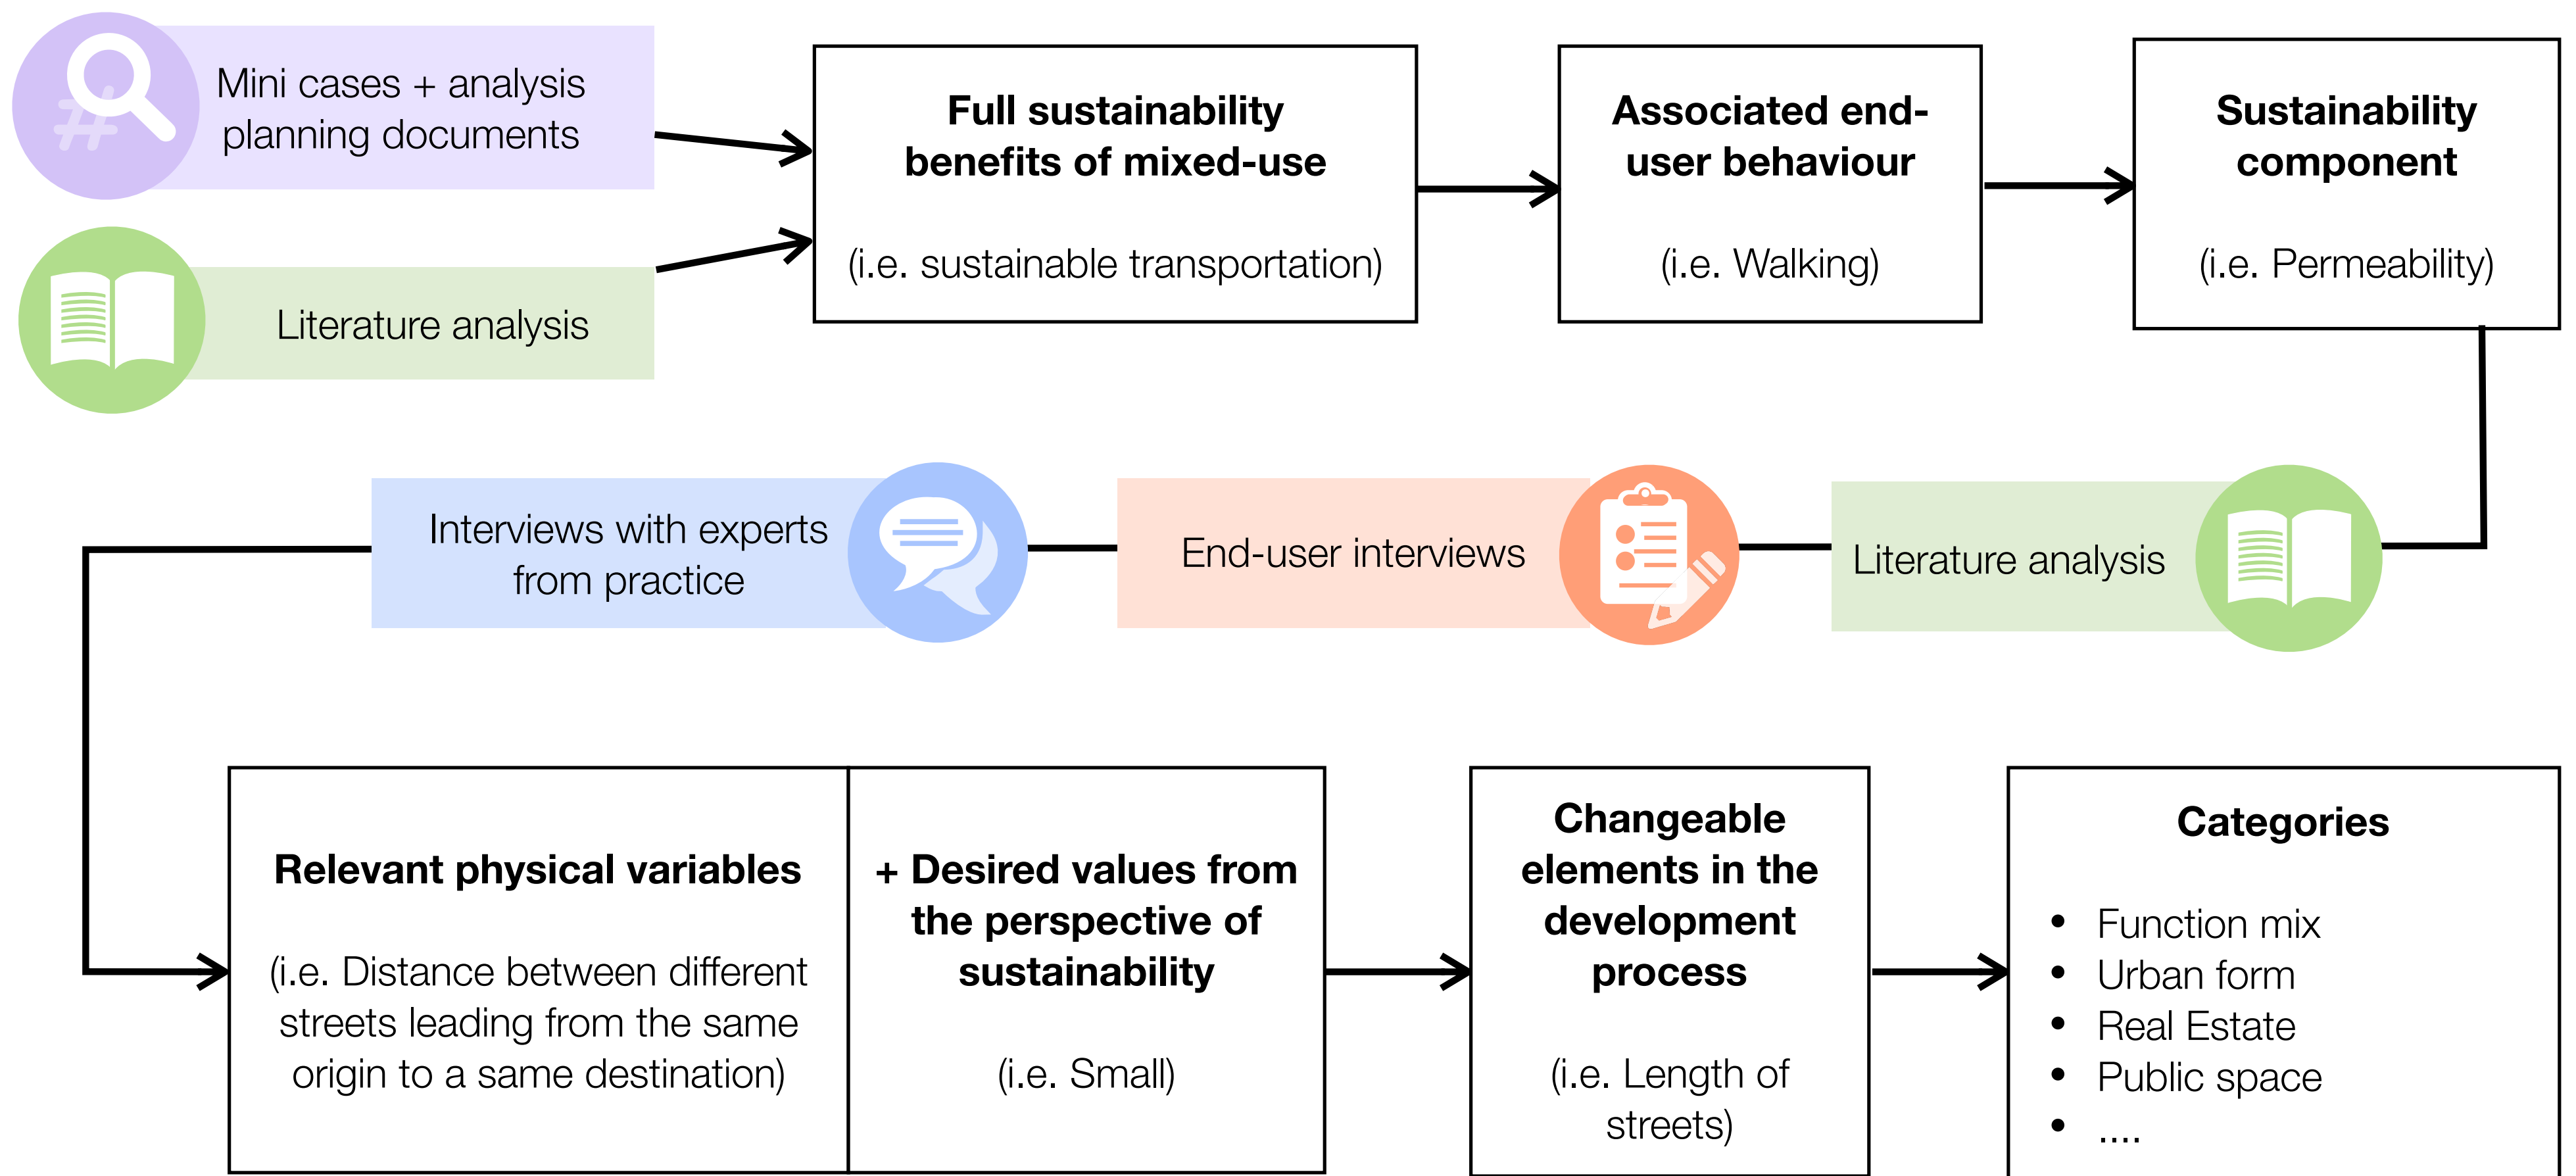 Mini cases + analysis
planning documents
Literature analysis
Full sustainability
benefits of mixed-use
(i.e. sustainable transportation)
Associated end-
user behaviour
(i.e. Walking)
Sustainability
component
(i.e. Permeability)
Interviews with experts
from practice
End-user interviews
Literature analysis
Relevant physical variables
(i.e. Distance between different
streets leading from the same
origin to a same destination)
+ Desired values from
the perspective of
sustainability
(i.e. Small)
Changeable
elements in the
development
process
(i.e. Length of
streets)
Categories
• Function mix
• Urban form
• Real Estate
• Public space
• ....